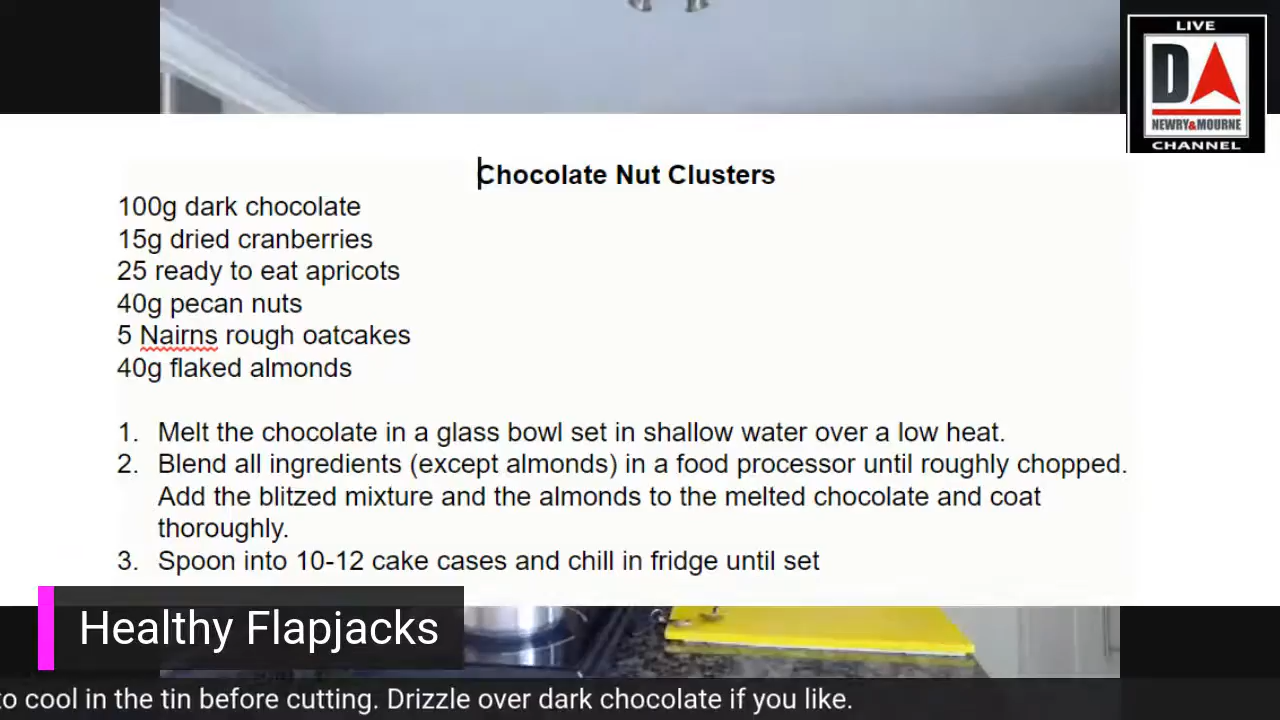 LIVE
DA
NEWRY&MOURNE
CHANNEL
Chocolate Nut Clusters
100g dark chocolate
15g dried cranberries
25 ready to eat apricots
40g pecan nuts
5 Nairns rough oatcakes
40g flaked almonds
1. Melt the chocolate in a glass bowl set in shallow water over a low heat.
2. Blend all ingredients (except almonds) in a food processor until roughly chopped.
Add the blitzed mixture and the almonds to the melted chocolate and coat
thoroughly.
3. Spoon into 10-12 cake cases and chill in fridge until set
Healthy Flapjacks
to cool in the tin before cutting. Drizzle over dark chocolate if you like.